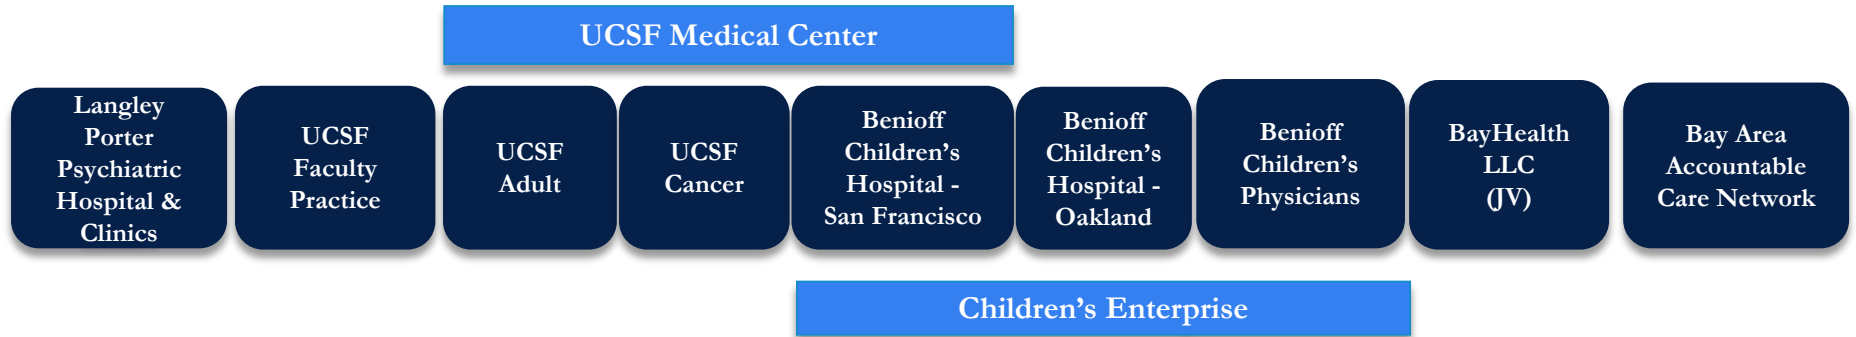 UCSF Medical Center
Langley
Porter
Psychiatric
Hospital &
Clinics
UCSF
Faculty
Practice
UCSF
Adult
UCSF
Cancer
Benioff
Children’s
Hospital -
San Francisco
Benioff
Children’s
Hospital -
Oakland
Benioff
Children’s
Physicians
BayHealth
LLC
(JV)
Bay Area
Accountable
Care Network
Children’s Enterprise